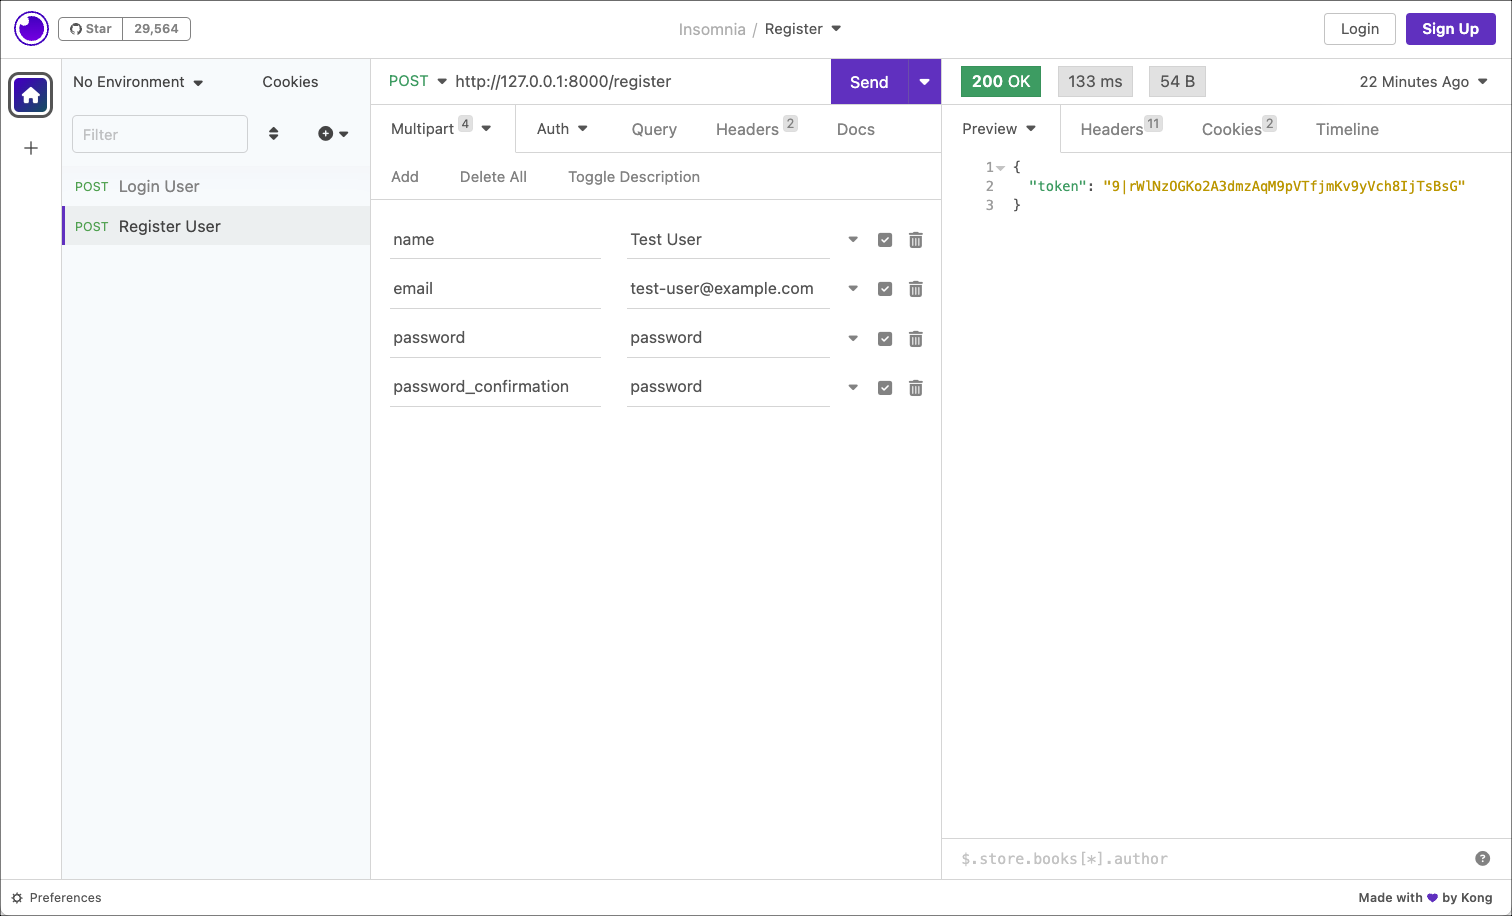 Star 29,564
Insomnia / Register
Login
Sign Up
No Environment
Cookies
Filter
POST Login User
POST Register User
POST http://127.0.0.1:8000/register
Send
Multipart 4
Auth
Query
Headers 2
Docs
Add
Delete All
Toggle Description
name Test User
email test-user@example.com
password password
password_confirmation password
200 OK
133 ms
54 B
22 Minutes Ago
Preview
Headers 11
Cookies 2
Timeline
1 {
2 "token": "9|rWlNzOGKo2A3dmzAqM9pVTfjmKv9yVch8IjTsBsG"
3 }
$.store.books[*].author
?
Preferences
Made with ♥ by Kong